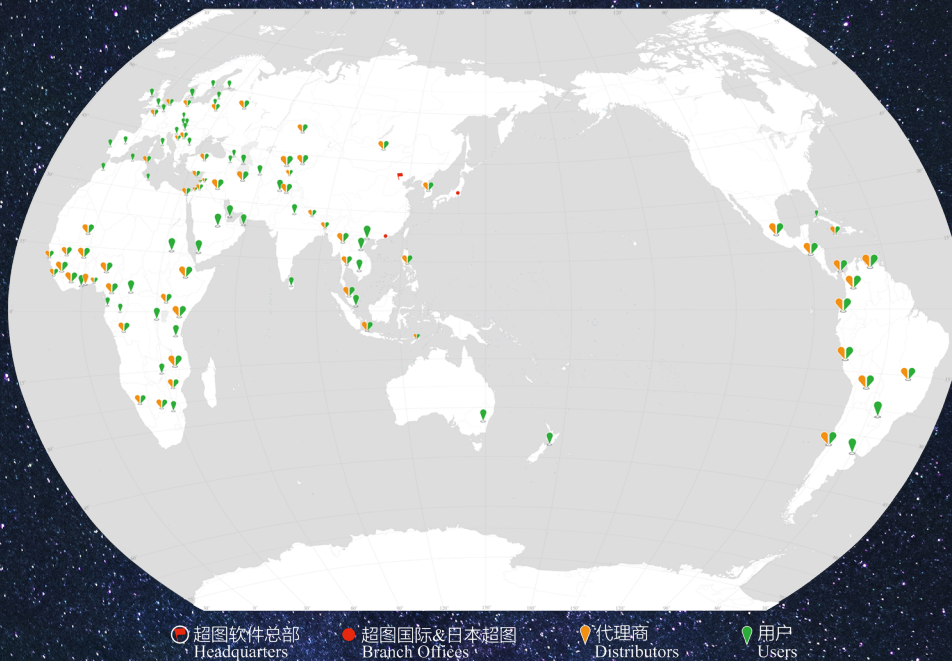 超图软件总部
Headquarters
超图国际&日本超图
Branch Offices
代理商
Distributors
用户
Users